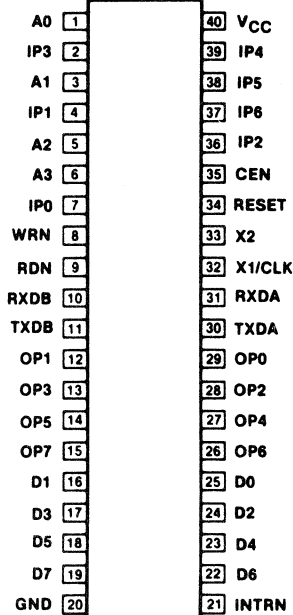 A0 1 40 VCC
IP3 2 39 IP4
A1 3 38 IP5
IP1 4 37 IP6
A2 5 36 IP2
A3 6 35 CEN
IP0 7 34 RESET
WRN 8 33 X2
RDN 9 32 X1/CLK
RXDB 10 31 RXDA
TXDB 11 30 TXDA
OP1 12 29 OP0
OP3 13 28 OP2
OP5 14 27 OP4
OP7 15 26 OP6
D1 16 25 D0
D3 17 24 D2
D5 18 23 D4
D7 19 22 D6
GND 20 21 INTRN